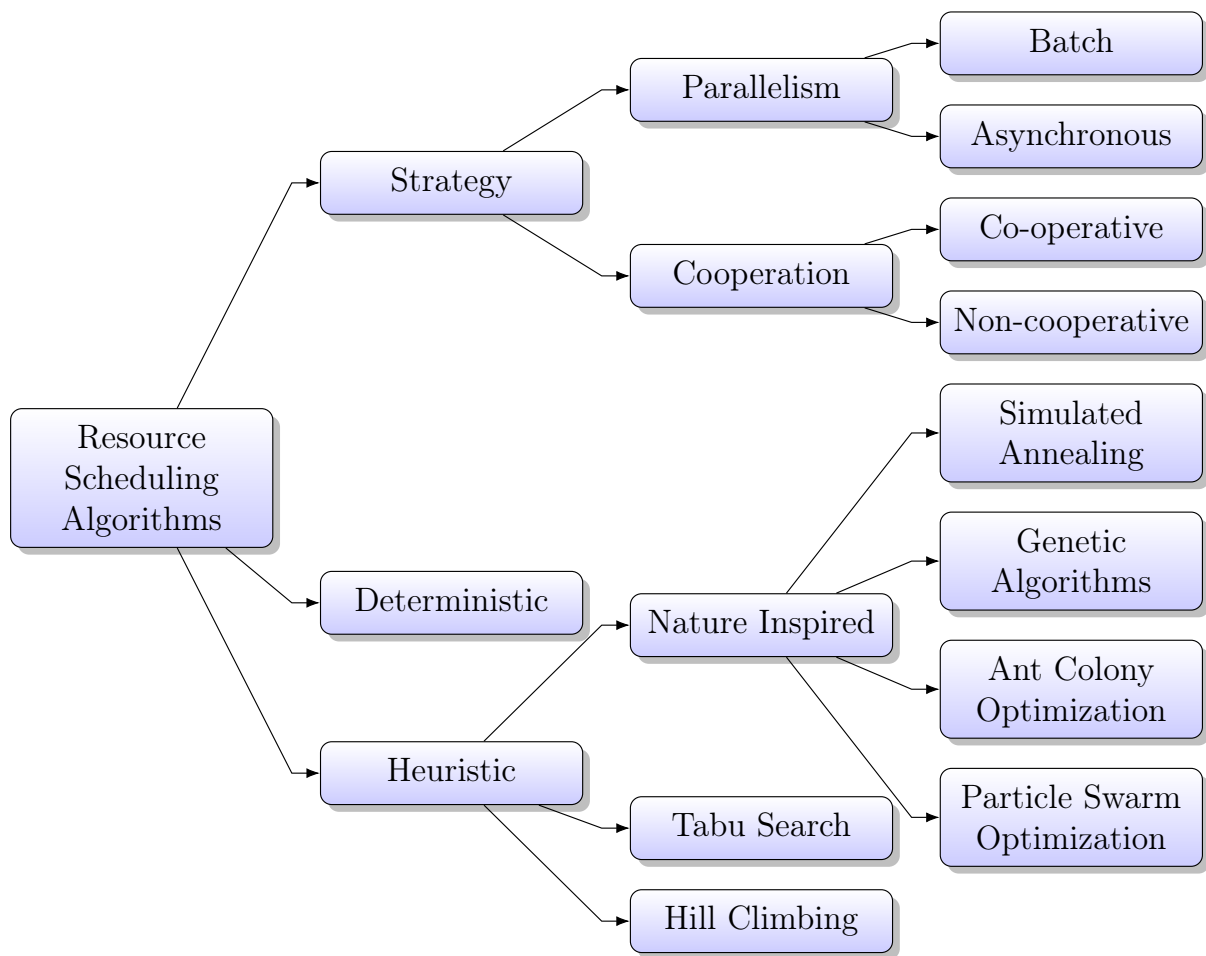 Resource
Scheduling
Algorithms
Strategy
Parallelism
Batch
Asynchronous
Cooperation
Co-operative
Non-cooperative
Deterministic
Heuristic
Nature Inspired
Simulated
Annealing
Genetic
Algorithms
Ant Colony
Optimization
Particle Swarm
Optimization
Tabu Search
Hill Climbing